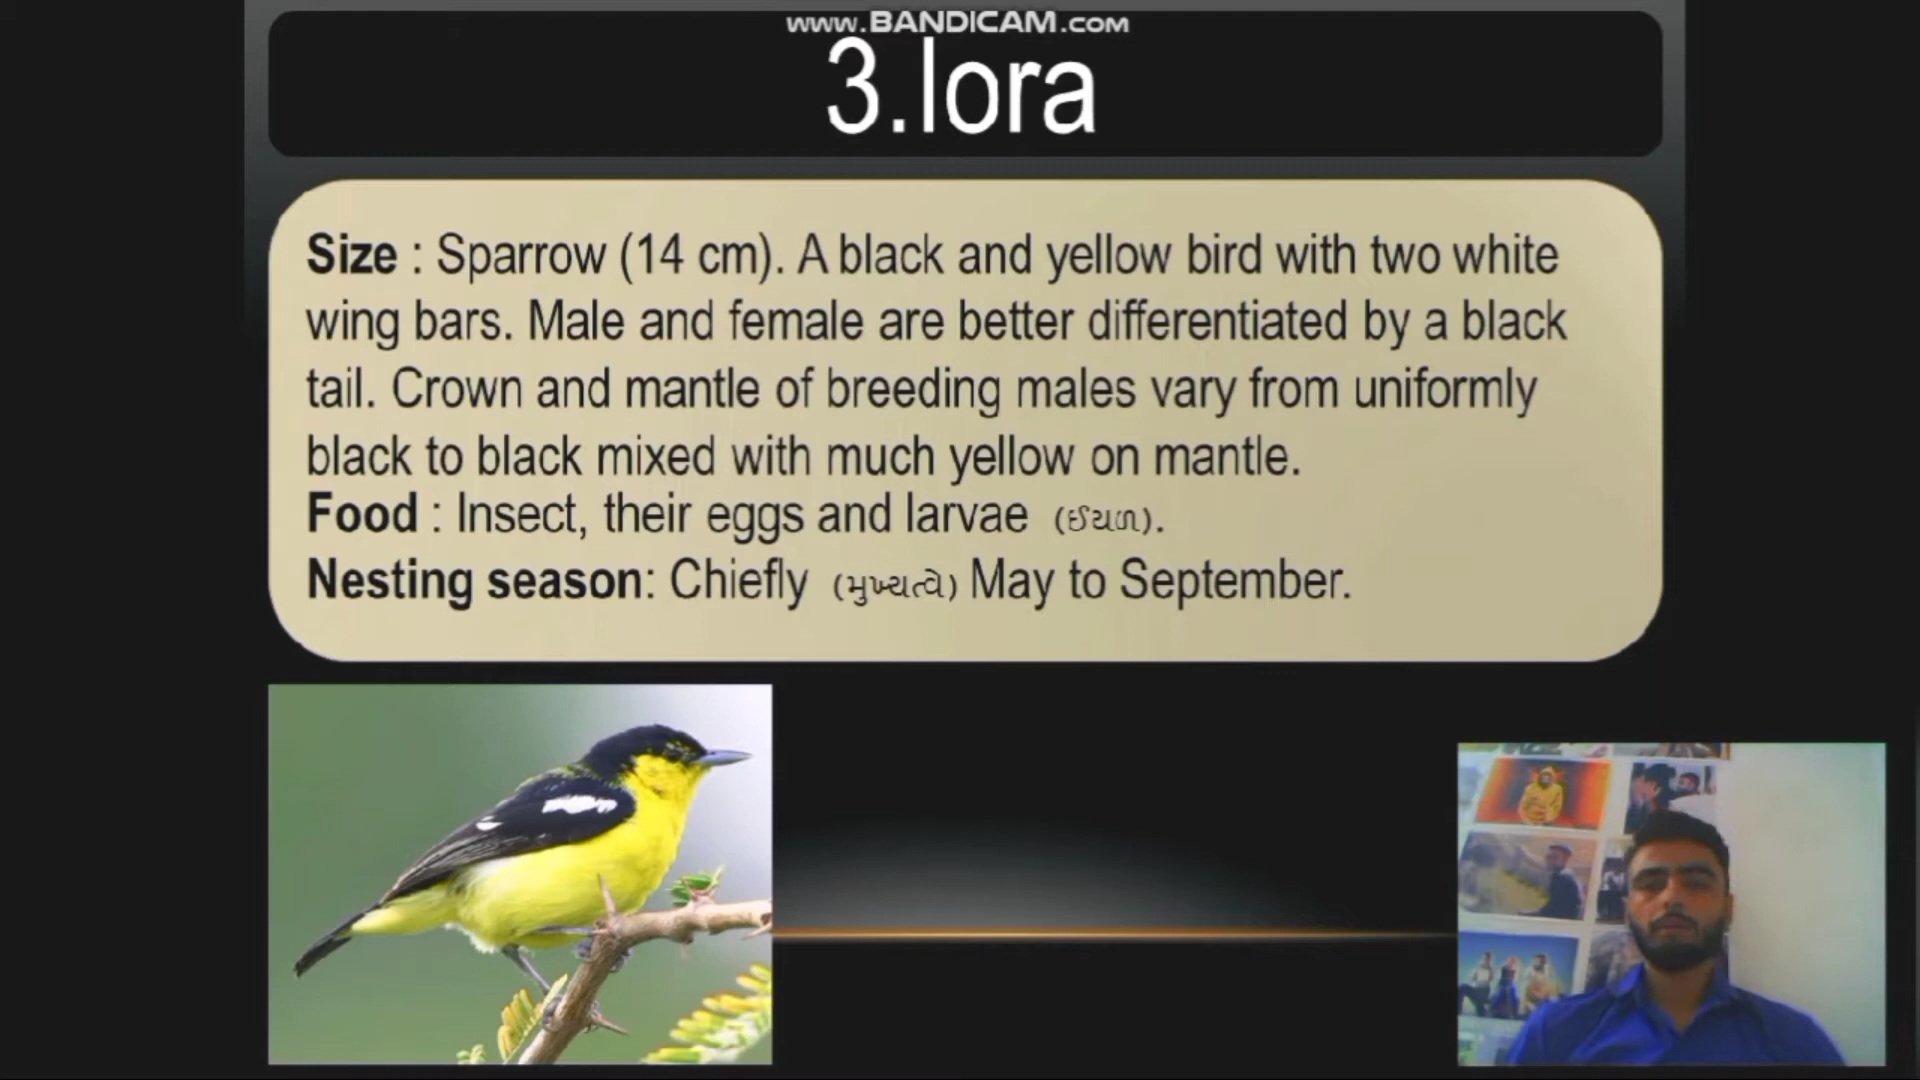 www.BANDICAM.com
3.Iora
Size : Sparrow (14 cm). A black and yellow bird with two white
wing bars. Male and female are better differentiated by a black
tail. Crown and mantle of breeding males vary from uniformly
black to black mixed with much yellow on mantle.
Food : Insect, their eggs and larvae (ઈયળ).
Nesting season: Chiefly (મુખ્યત્વે) May to September.